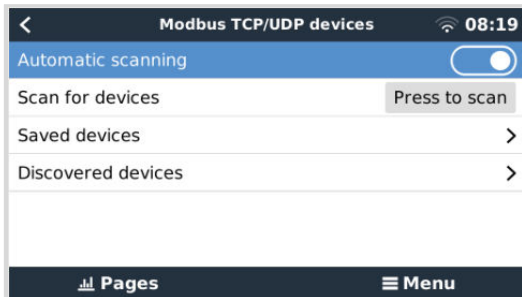 Modbus TCP/UDP devices 08:19
Automatic scanning
Scan for devices Press to scan
Saved devices
Discovered devices
Pages Menu